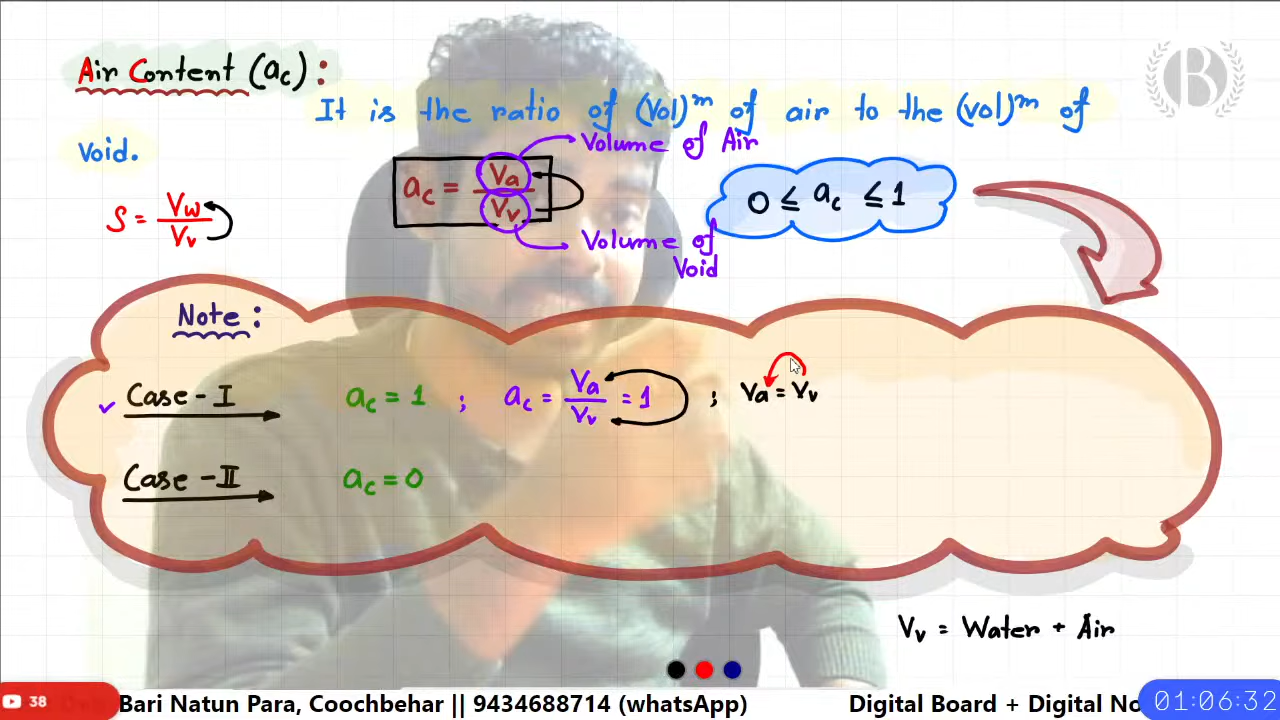 Air Content (ac) :
It is the ratio of (Vol)ᵐ of air to the (vol)ᵐ of
Void.
Volume of Air
ac = Va / Vv
0 ≤ ac ≤ 1
S = Vw / Vv
Volume of
Void
Note :
Case - I ac = 1 ; ac = Va / Vv = 1 ; Va = Vv
Case - II ac = 0
Vv = Water + Air
Bari Natun Para, Coochbehar || 9434688714 (whatsApp) Digital Board + Digital No
38
01:06:32
B